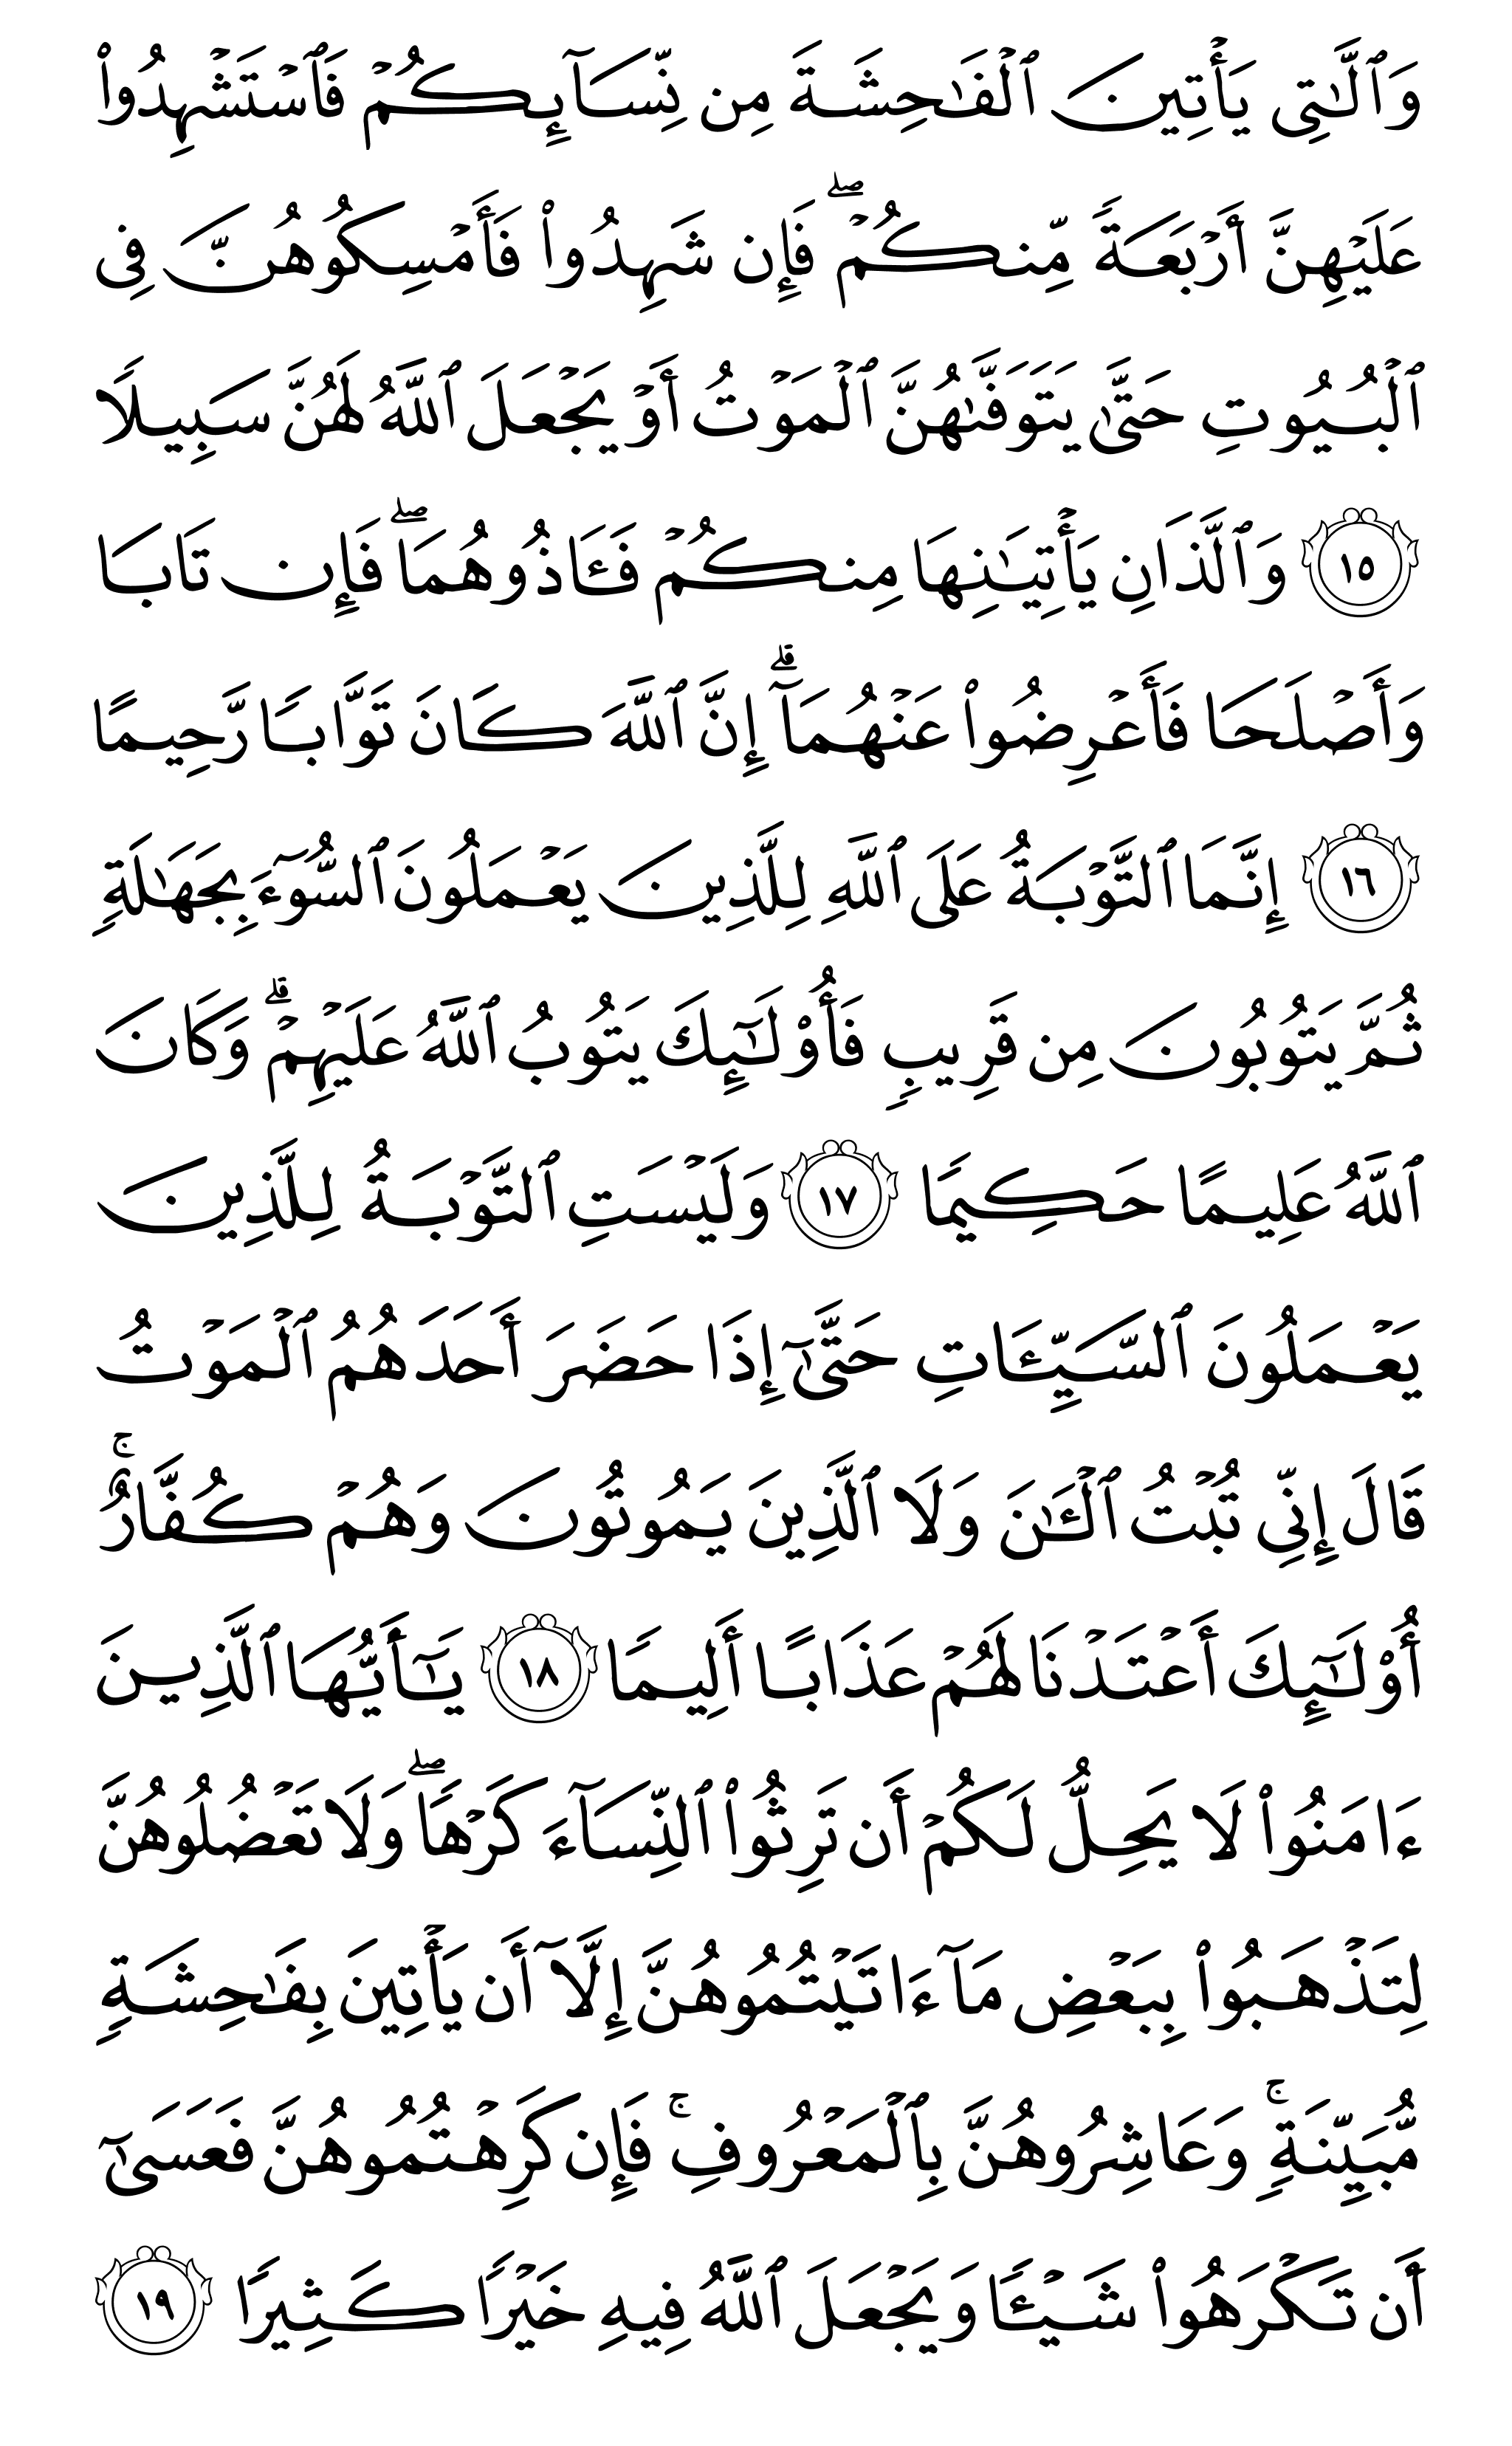 وَٱلَّٰتِى يَأْتِينَ ٱلْفَٰحِشَةَ مِن نِّسَآئِكُمْ فَٱسْتَشْهِدُوا۟
عَلَيْهِنَّ أَرْبَعَةً مِّنكُمْ ۖ فَإِن شَهِدُوا۟ فَأَمْسِكُوهُنَّ فِى
ٱلْبُيُوتِ حَتَّىٰ يَتَوَفَّىٰهُنَّ ٱلْمَوْتُ أَوْ يَجْعَلَ ٱللَّهُ لَهُنَّ سَبِيلًا
١٥ وَٱلَّذَانِ يَأْتِيَٰنِهَا مِنكُمْ فَـَٔاذُوهُمَا ۖ فَإِن تَابَا
وَأَصْلَحَا فَأَعْرِضُوا۟ عَنْهُمَآ ۗ إِنَّ ٱللَّهَ كَانَ تَوَّابًا رَّحِيمًا
١٦ إِنَّمَا ٱلتَّوْبَةُ عَلَى ٱللَّهِ لِلَّذِينَ يَعْمَلُونَ ٱلسُّوٓءَ بِجَهَٰلَةٍ
ثُمَّ يَتُوبُونَ مِن قَرِيبٍ فَأُو۟لَٰٓئِكَ يَتُوبُ ٱللَّهُ عَلَيْهِمْ ۗ وَكَانَ
ٱللَّهُ عَلِيمًا حَكِيمًا ١٧ وَلَيْسَتِ ٱلتَّوْبَةُ لِلَّذِينَ
يَعْمَلُونَ ٱلسَّيِّـَٔاتِ حَتَّىٰٓ إِذَا حَضَرَ أَحَدَهُمُ ٱلْمَوْتُ
قَالَ إِنِّى تُبْتُ ٱلْـَٰٔنَ وَلَا ٱلَّذِينَ يَمُوتُونَ وَهُمْ كُفَّارٌ ۚ
أُو۟لَٰٓئِكَ أَعْتَدْنَا لَهُمْ عَذَابًا أَلِيمًا ١٨ يَٰٓأَيُّهَا ٱلَّذِينَ
ءَامَنُوا۟ لَا يَحِلُّ لَكُمْ أَن تَرِثُوا۟ ٱلنِّسَآءَ كَرْهًا ۖ وَلَا تَعْضُلُوهُنَّ
لِتَذْهَبُوا۟ بِبَعْضِ مَآ ءَاتَيْتُمُوهُنَّ إِلَّآ أَن يَأْتِينَ بِفَٰحِشَةٍ
مُّبَيِّنَةٍ ۚ وَعَاشِرُوهُنَّ بِٱلْمَعْرُوفِ ۚ فَإِن كَرِهْتُمُوهُنَّ فَعَسَىٰٓ
أَن تَكْرَهُوا۟ شَيْـًٔا وَيَجْعَلَ ٱللَّهُ فِيهِ خَيْرًا كَثِيرًا ١٩